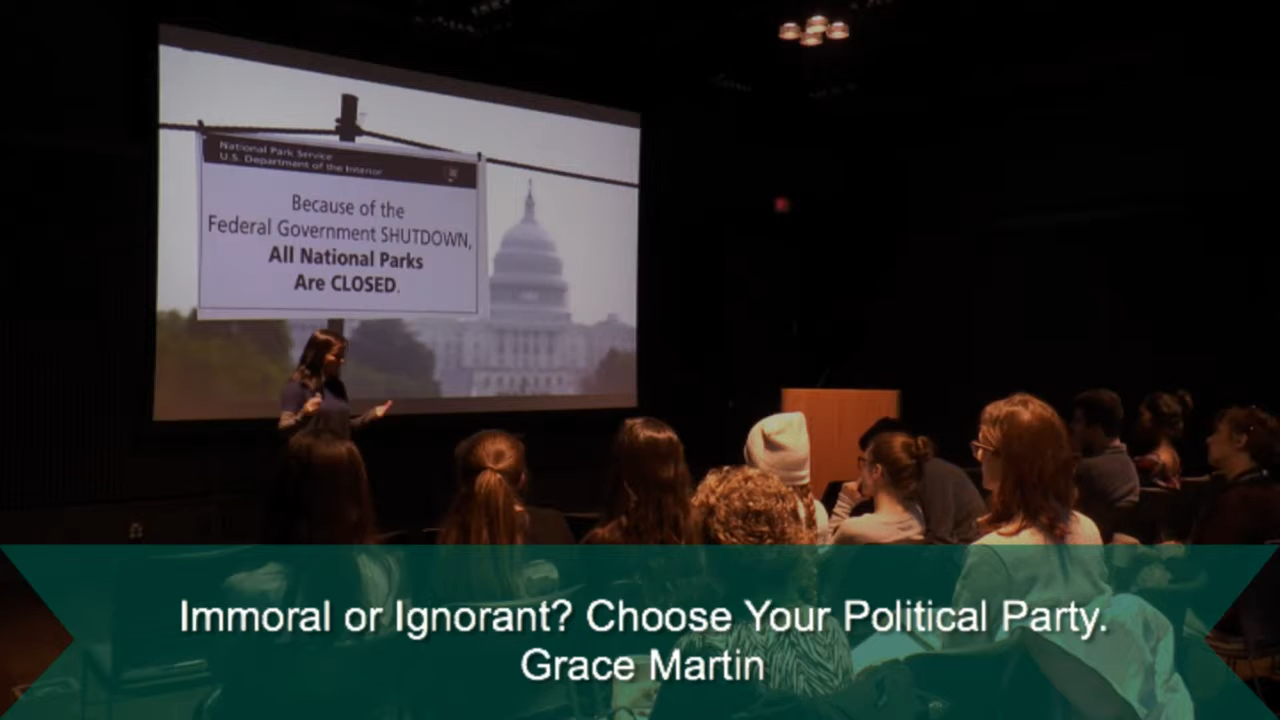 National Park Service
U.S. Department of the Interior
Because of the
Federal Government SHUTDOWN,
All National Parks
Are CLOSED.
Immoral or Ignorant? Choose Your Political Party.
Grace Martin